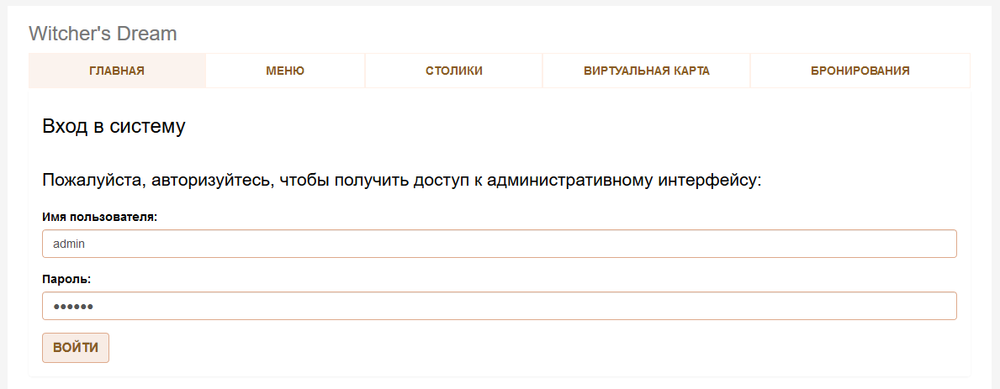 Witcher's Dream
ГЛАВНАЯ МЕНЮ СТОЛИКИ ВИРТУАЛЬНАЯ КАРТА БРОНИРОВАНИЯ
Вход в систему
Пожалуйста, авторизуйтесь, чтобы получить доступ к административному интерфейсу:
Имя пользователя:
admin
Пароль:
••••••
ВОЙТИ